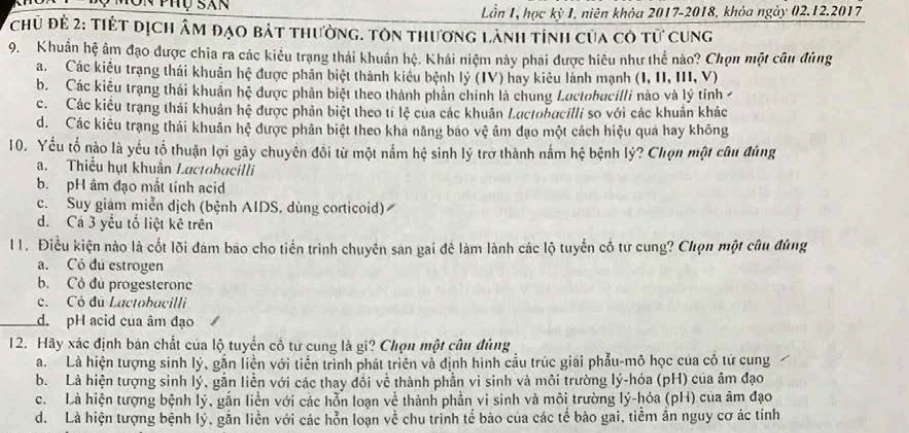 BỘ MÔN PHỤ SẢN
Lần 1, học kỳ I, niên khóa 2017-2018, khóa ngày 02.12.2017
CHỦ ĐỀ 2: TIẾT DỊCH ÂM ĐẠO BẤT THƯỜNG. TỔN THƯƠNG LÀNH TÍNH CỦA CỔ TỬ CUNG
9. Khuẩn hệ âm đạo được chia ra các kiểu trạng thái khuẩn hệ. Khái niệm này phải được hiểu như thế nào? Chọn một câu đúng
a. Các kiểu trạng thái khuẩn hệ được phân biệt thành kiểu bệnh lý (IV) hay kiểu lành mạnh (I, II, III, V)
b. Các kiểu trạng thái khuẩn hệ được phân biệt theo thành phần chính là chung Lactobacilli nào và lý tính
c. Các kiểu trạng thái khuẩn hệ được phân biệt theo tỉ lệ của các khuẩn Lactobacilli so với các khuẩn khác
d. Các kiểu trạng thái khuẩn hệ được phân biệt theo khả năng bảo vệ âm đạo một cách hiệu quả hay không
10. Yếu tố nào là yếu tố thuận lợi gây chuyển đổi từ một nấm hệ sinh lý trở thành nấm hệ bệnh lý? Chọn một câu đúng
a. Thiếu hụt khuẩn Lactobacilli
b. pH âm đạo mất tính acid
c. Suy giảm miễn dịch (bệnh AIDS, dùng corticoid)
d. Cả 3 yếu tố liệt kê trên
11. Điều kiện nào là cốt lõi đảm bảo cho tiến trình chuyển sản gai để làm lành các lộ tuyến cổ tử cung? Chọn một câu đúng
a. Có đủ estrogen
b. Có đủ progesterone
c. Có đủ Lactobacilli
d. pH acid của âm đạo
12. Hãy xác định bản chất của lộ tuyến cổ tử cung là gì? Chọn một câu đúng
a. Là hiện tượng sinh lý, gắn liền với tiến trình phát triển và định hình cấu trúc giải phẫu-mô học của cổ tử cung
b. Là hiện tượng sinh lý, gắn liền với các thay đổi về thành phần vi sinh và môi trường lý-hóa (pH) của âm đạo
c. Là hiện tượng bệnh lý, gắn liền với các hỗn loạn về thành phần vi sinh và môi trường lý-hóa (pH) của âm đạo
d. Là hiện tượng bệnh lý, gắn liền với các hỗn loạn về chu trình tế bào của các tế bào gai, tiềm ẩn nguy cơ ác tính